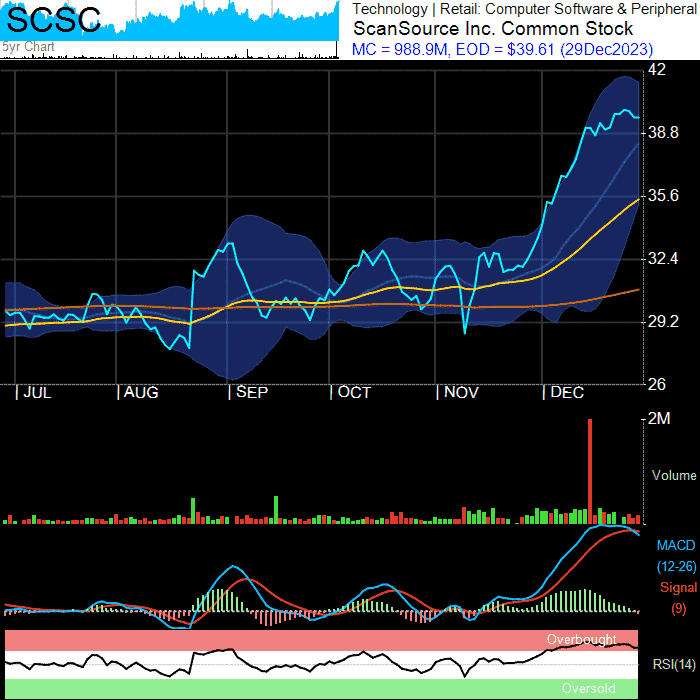 SCSC
5yr Chart
Technology | Retail: Computer Software & Peripheral
ScanSource Inc. Common Stock
MC = 988.9M, EOD = $39.61 (29Dec2023)
42
38.8
35.6
32.4
29.2
26
JUL AUG SEP OCT NOV DEC
2M
Volume
MACD
(12-26)
Signal
(9)
Overbought
RSI(14)
Oversold